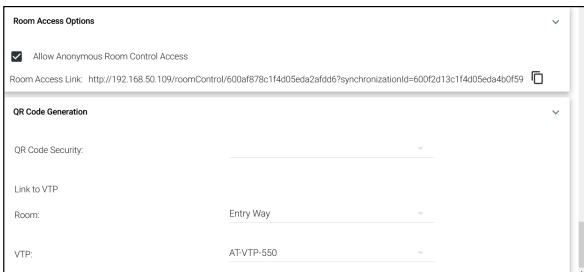 Room Access Options
Allow Anonymous Room Control Access
Room Access Link: http://192.168.50.109/roomControl/600af878c1f4d05eda2afdd6?synchronizationId=600f2d13c1f4d05eda4b0f59
QR Code Generation
QR Code Security:
Link to VTP
Room: Entry Way
VTP: AT-VTP-550